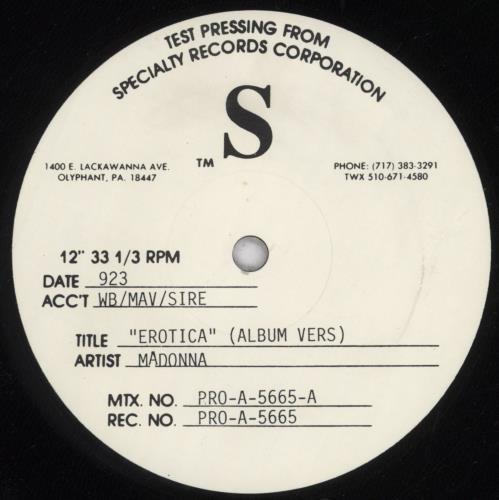 TEST PRESSING FROM
SPECIALTY RECORDS CORPORATION
S
TM
1400 E. LACKAWANNA AVE.
OLYPHANT, PA. 18447
PHONE: (717) 383-3291
TWX 510-671-4580
12" 33 1/3 RPM
DATE 923
ACC'T WB/MAV/SIRE
TITLE "EROTICA" (ALBUM VERS)
ARTIST MADONNA
MTX. NO. PRO-A-5665-A
REC. NO. PRO-A-5665